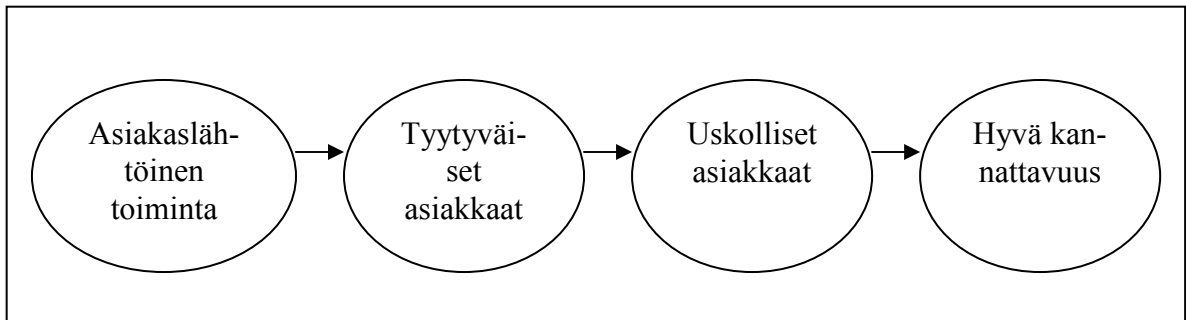 Asiakasläh-
töinen
toiminta
Tyytyväi-
set
asiakkaat
Uskolliset
asiakkaat
Hyvä kan-
nattavuus